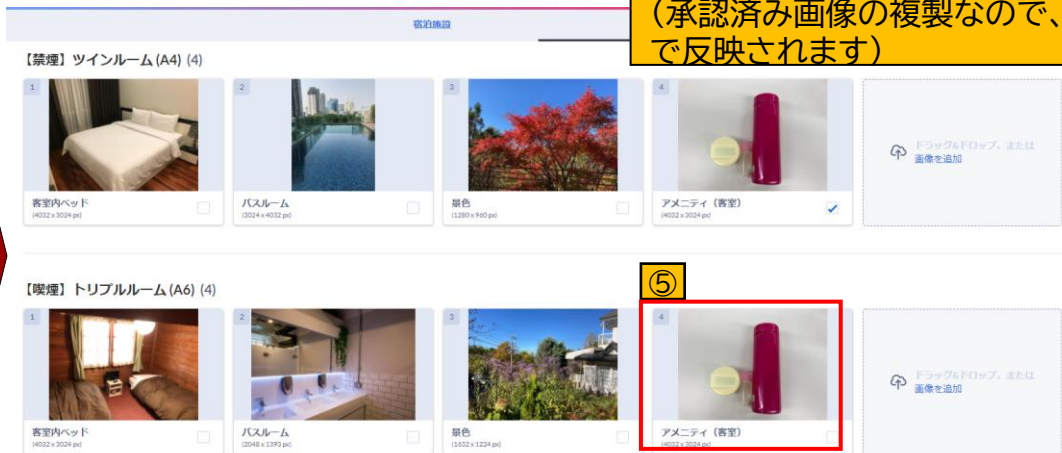 （承認済み画像の複製なので、
で反映されます）
宿泊施設
【禁煙】ツインルーム (A4) (4)
1
2
3
4
ドラッグ&ドロップ、または
画像を追加
客室内ベッド
(4032 x 3024 px)
バスルーム
(3024 x 4032 px)
景色
(1280 x 960 px)
アメニティ（客室）
(4032 x 3024 px)
【喫煙】トリプルルーム (A6) (4)
⑤
1
2
3
4
ドラッグ&ドロップ、または
画像を追加
客室内ベッド
(4032 x 3024 px)
バスルーム
(2048 x 1393 px)
景色
(1632 x 1224 px)
アメニティ（客室）
(4032 x 3024 px)